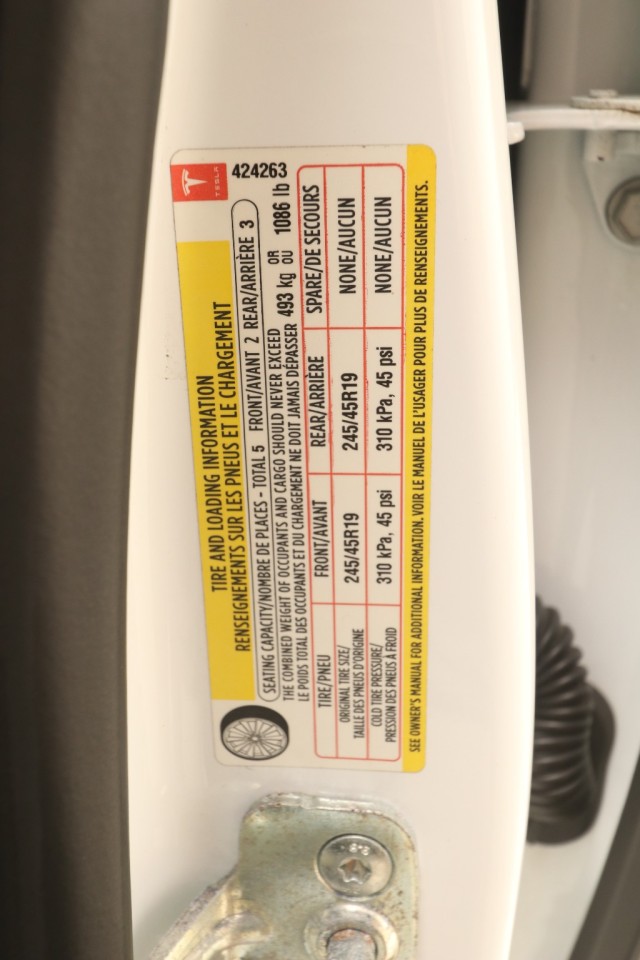 TESLA
424263
TIRE AND LOADING INFORMATION
RENSEIGNEMENTS SUR LES PNEUS ET LE CHARGEMENT
SEATING CAPACITY/NOMBRE DE PLACES - TOTAL 5 FRONT/AVANT 2 REAR/ARRIÈRE 3
THE COMBINED WEIGHT OF OCCUPANTS AND CARGO SHOULD NEVER EXCEED
LE POIDS TOTAL DES OCCUPANTS ET DU CHARGEMENT NE DOIT JAMAIS DÉPASSER
493 kg OR OU 1086 lb
TIRE/PNEU FRONT/AVANT REAR/ARRIÈRE SPARE/DE SECOURS
ORIGINAL TIRE SIZE/
TAILLE DES PNEUS D'ORIGINE
245/45R19 245/45R19 NONE/AUCUN
COLD TIRE PRESSURE/
PRESSION DES PNEUS À FROID
310 kPa, 45 psi 310 kPa, 45 psi NONE/AUCUN
SEE OWNER'S MANUAL FOR ADDITIONAL INFORMATION. VOIR LE MANUEL DE L'USAGER POUR PLUS DE RENSEIGNEMENTS.